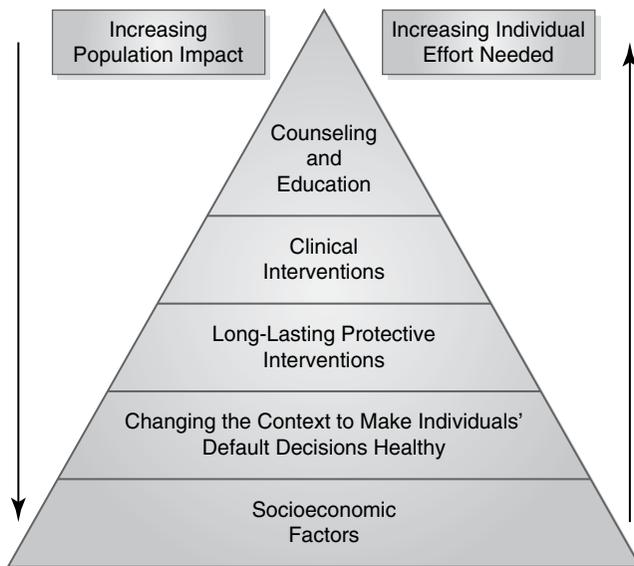 Increasing
Population Impact
Increasing Individual
Effort Needed
Counseling
and
Education
Clinical
Interventions
Long-Lasting Protective
Interventions
Changing the Context to Make Individuals’
Default Decisions Healthy
Socioeconomic
Factors